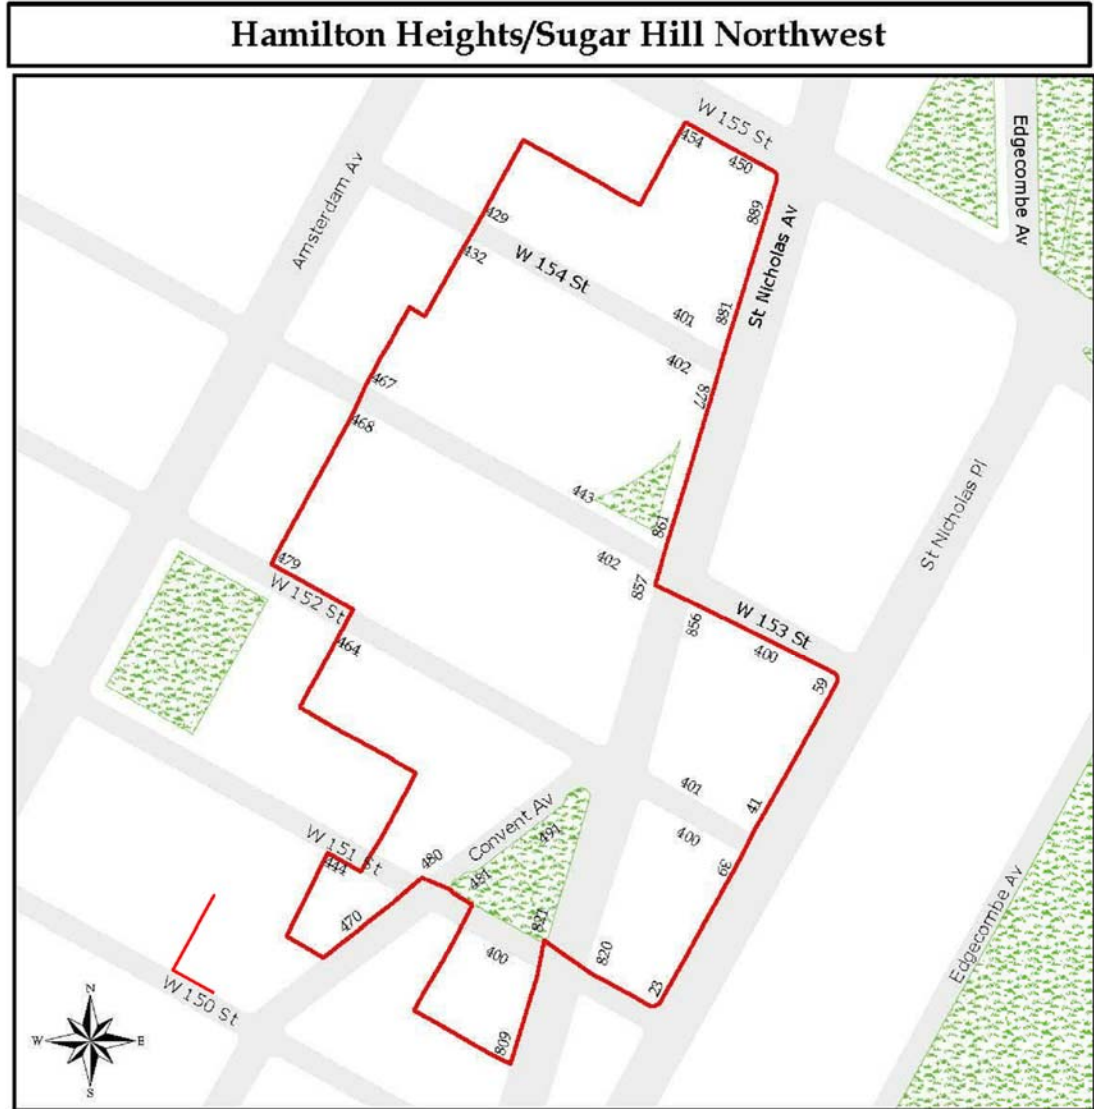 Hamilton Heights/Sugar Hill Northwest
W 155 St
454
450
Edgecombe Av
Amsterdam Av
889
429
St Nicholas Av
432
W 154 St
881
401
402
877
467
468
443
861
St Nicholas Pl
479
402
857
W 152 St
856
W 153 St
400
464
59
401
41
400
Convent Av
491
W 151 St
444
480
39
481
470
821
820
400
Edgecombe Av
23
W 150 St
809
N
W
E
S